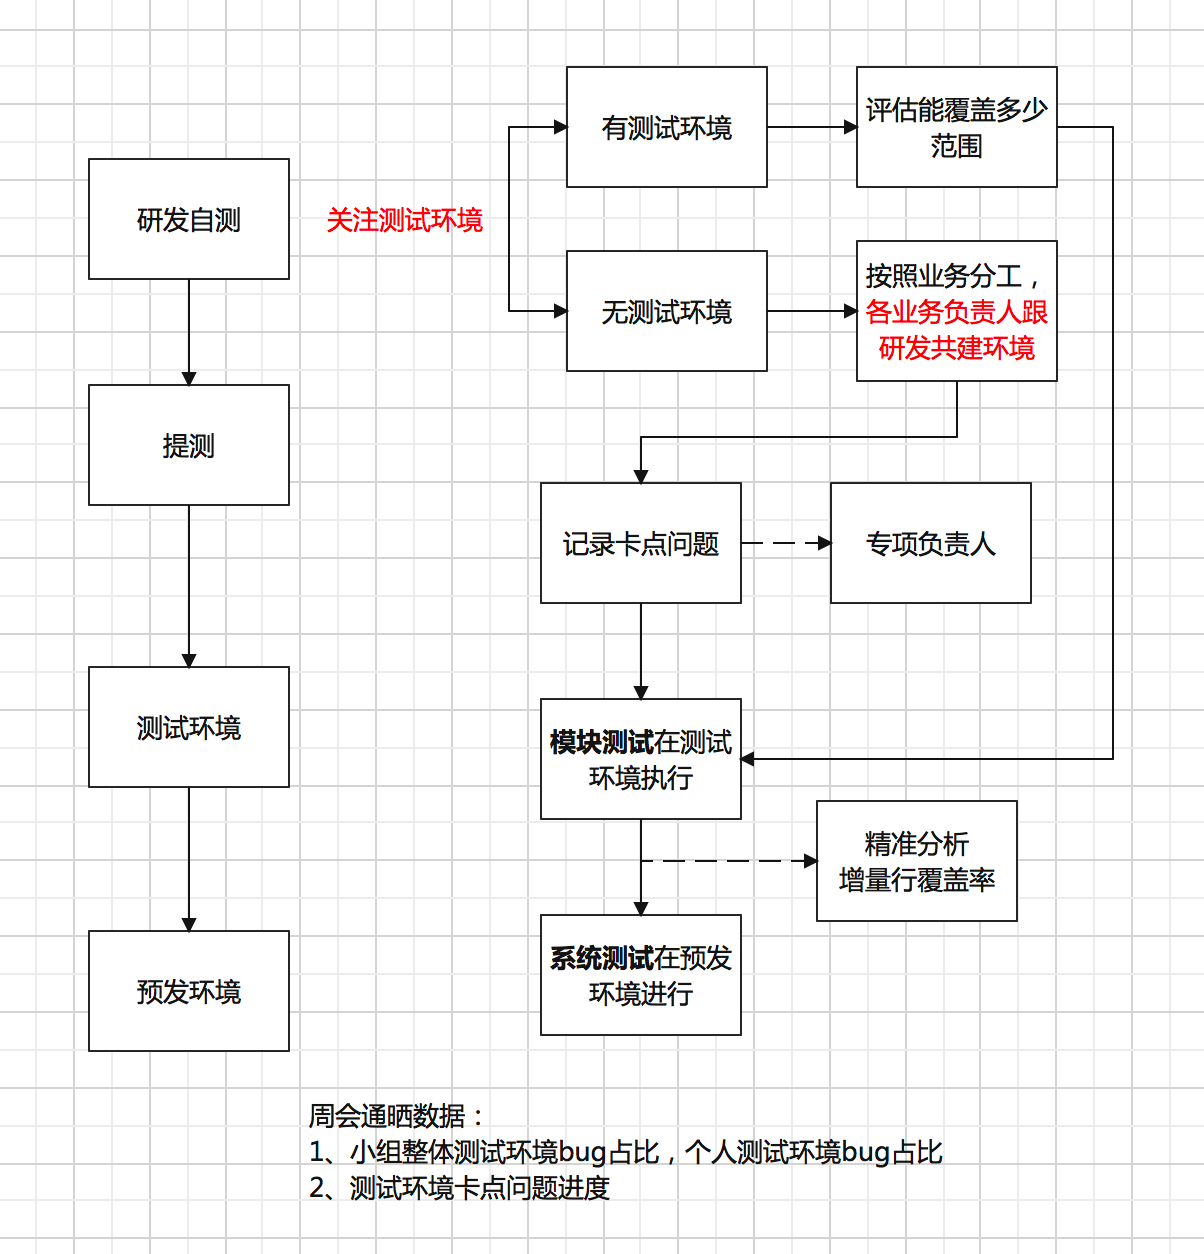 有测试环境
评估能覆盖多少
范围
研发自测
关注测试环境
无测试环境
按照业务分工，
各业务负责人跟
研发共建环境
提测
记录卡点问题
专项负责人
测试环境
模块测试在测试
环境执行
精准分析
增量行覆盖率
预发环境
系统测试在预发
环境进行
周会通晒数据：
1、小组整体测试环境bug占比，个人测试环境bug占比
2、测试环境卡点问题进度